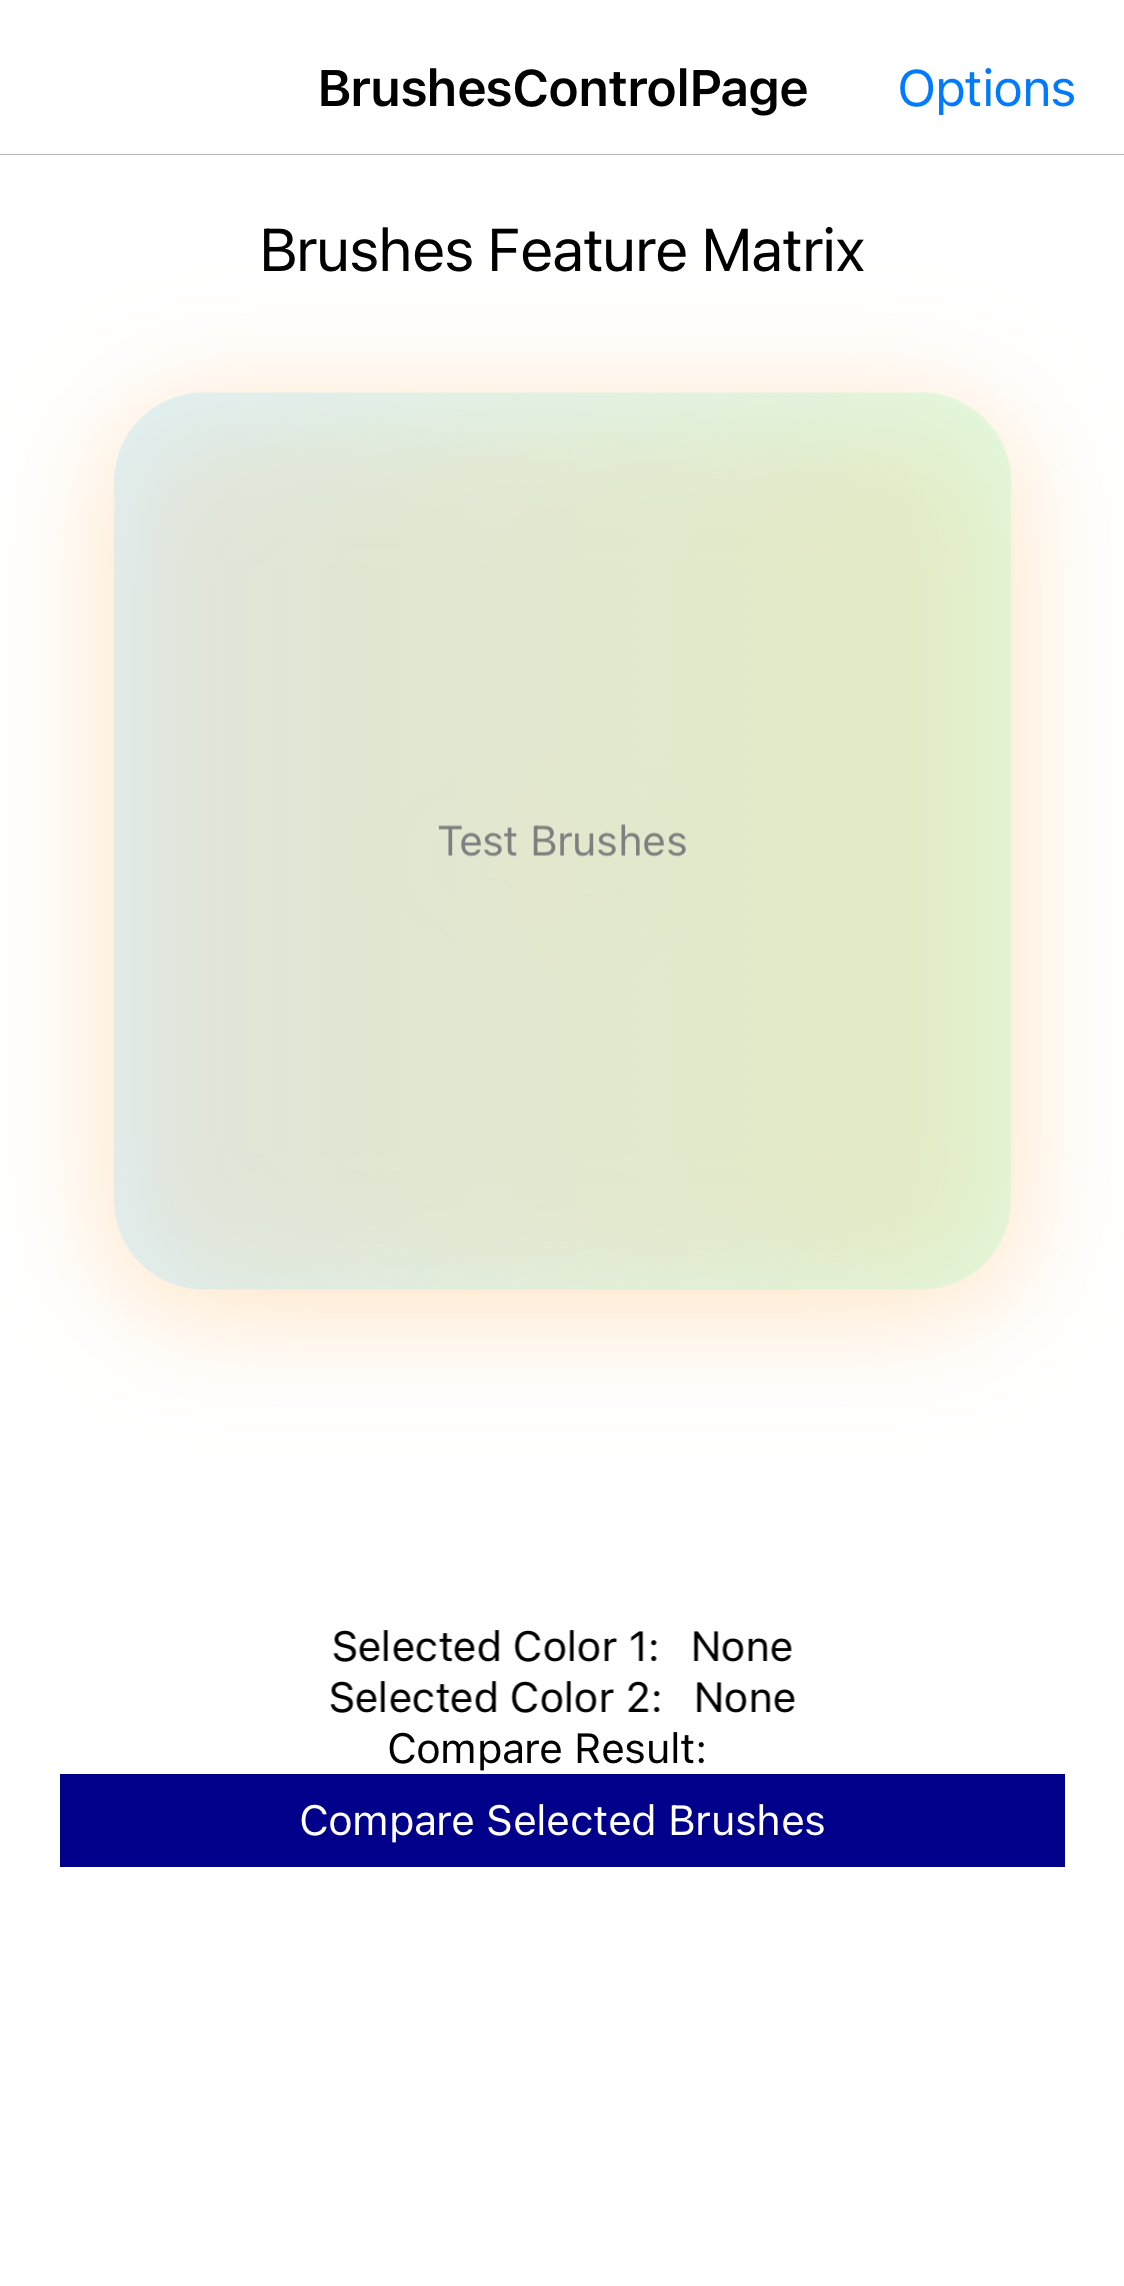 BrushesControlPage Options
Brushes Feature Matrix
Test Brushes
Selected Color 1: None
Selected Color 2: None
Compare Result:
Compare Selected Brushes